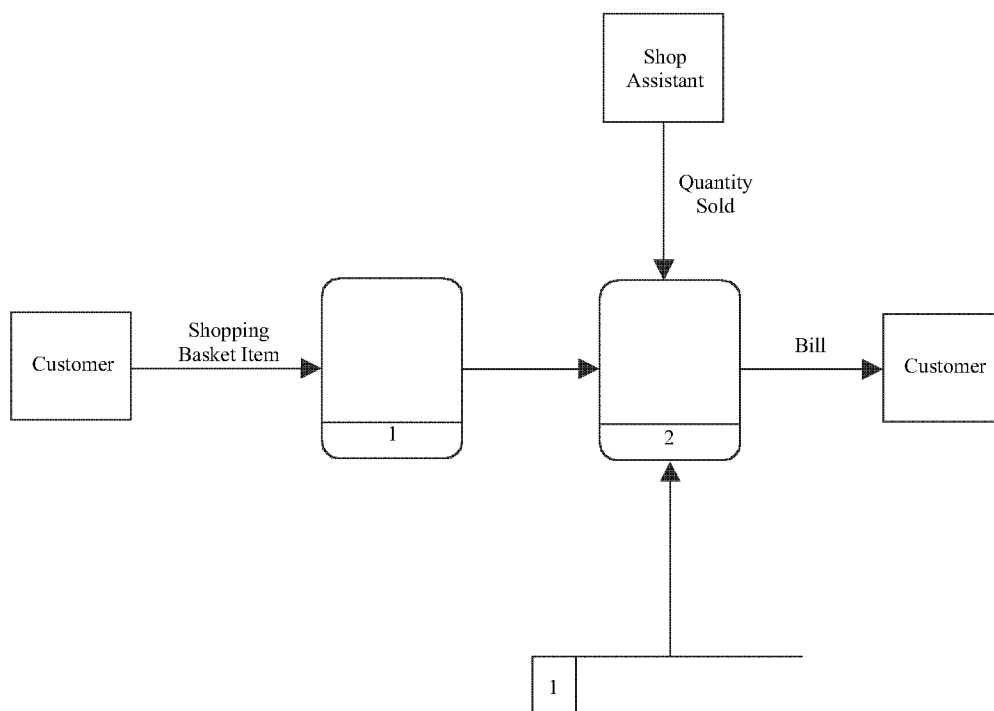 Shop
Assistant
Quantity
Sold
Customer
Shopping
Basket Item
1
2
Bill
Customer
1